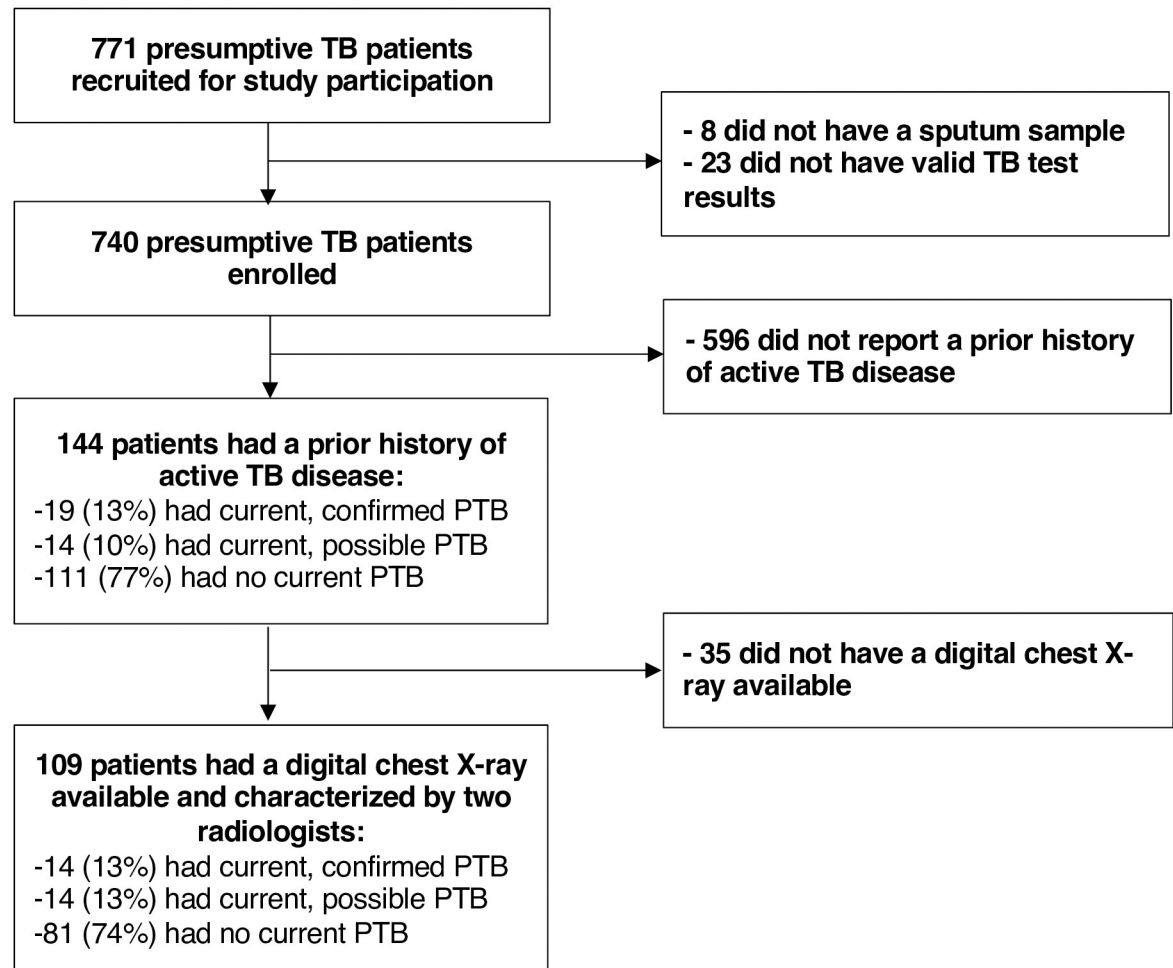 771 presumptive TB patients
recruited for study participation
- 8 did not have a sputum sample
- 23 did not have valid TB test
results
740 presumptive TB patients
enrolled
- 596 did not report a prior history
of active TB disease
144 patients had a prior history of
active TB disease:
-19 (13%) had current, confirmed PTB
-14 (10%) had current, possible PTB
-111 (77%) had no current PTB
- 35 did not have a digital chest X-
ray available
109 patients had a digital chest X-ray
available and characterized by two
radiologists:
-14 (13%) had current, confirmed PTB
-14 (13%) had current, possible PTB
-81 (74%) had no current PTB